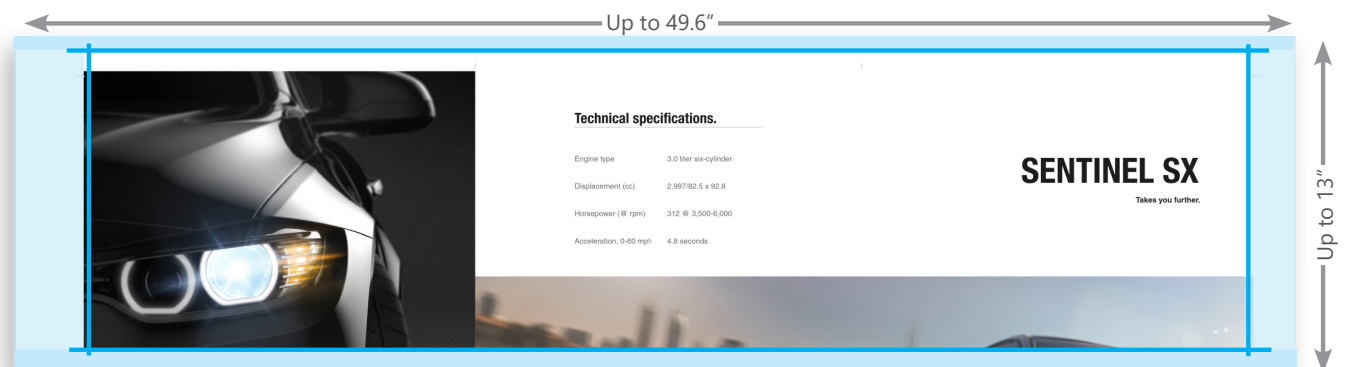 Up to 49.6"
Technical specifications.
Engine type 3.0 liter six-cylinder
Displacement (cc) 2,997/82.5 x 92.8
Horsepower (@ rpm) 312 @ 3,500-6,000
Acceleration, 0-60 mph 4.8 seconds
SENTINEL SX
Takes you further.
Up to 13"